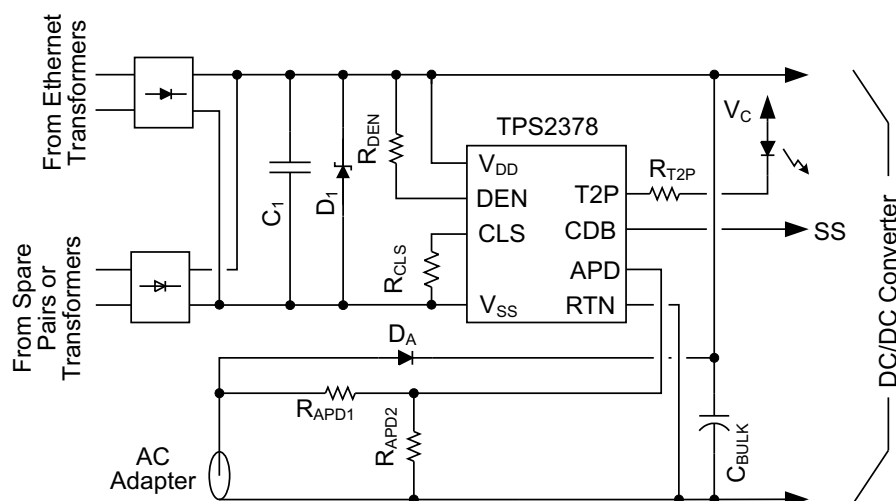 From Ethernet
Transformers
From Spare
Pairs or
Transformers
C1
D1
RDEN
RCLS
TPS2378
VDD
DEN
CLS
VSS
T2P
CDB
APD
RTN
RT2P
VC
SS
DA
RAPD1
RAPD2
CBULK
AC
Adapter
DC/DC Converter